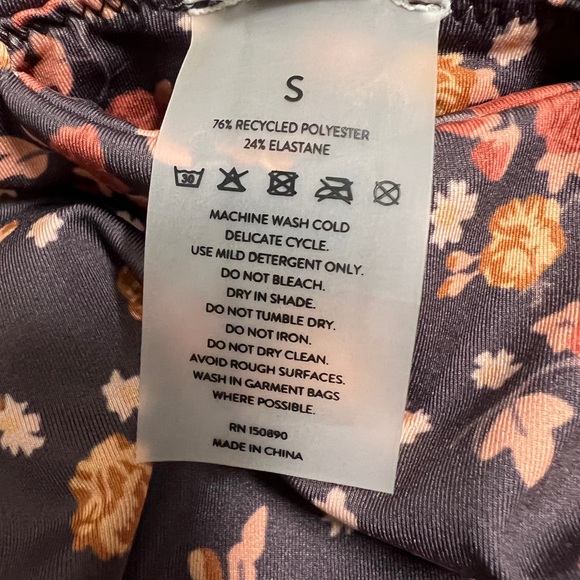 S
76% RECYCLED POLYESTER
24% ELASTANE
30
MACHINE WASH COLD
DELICATE CYCLE.
USE MILD DETERGENT ONLY.
DO NOT BLEACH.
DRY IN SHADE.
DO NOT TUMBLE DRY.
DO NOT IRON.
DO NOT DRY CLEAN.
AVOID ROUGH SURFACES.
WASH IN GARMENT BAGS
WHERE POSSIBLE.
RN 150890
MADE IN CHINA